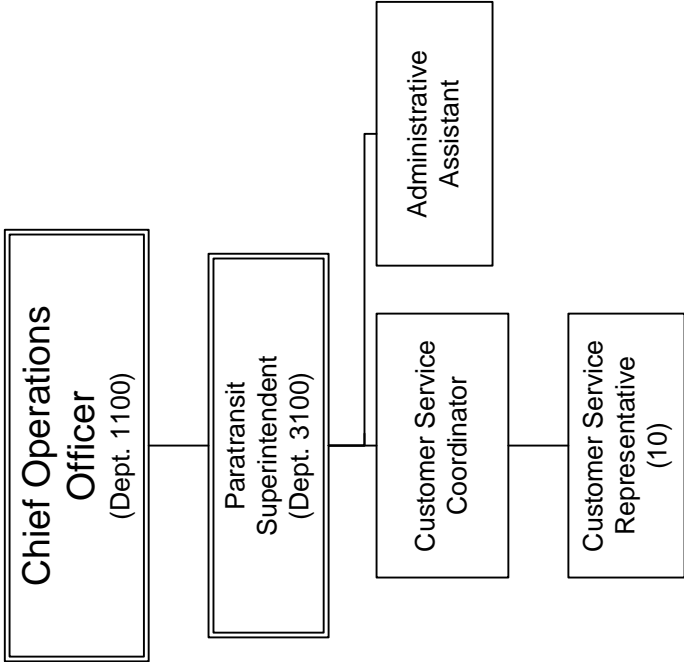 Chief Operations
Officer
(Dept. 1100)
Paratransit
Superintendent
(Dept. 3100)
Customer Service
Coordinator
Administrative
Assistant
Customer Service
Representative
(10)